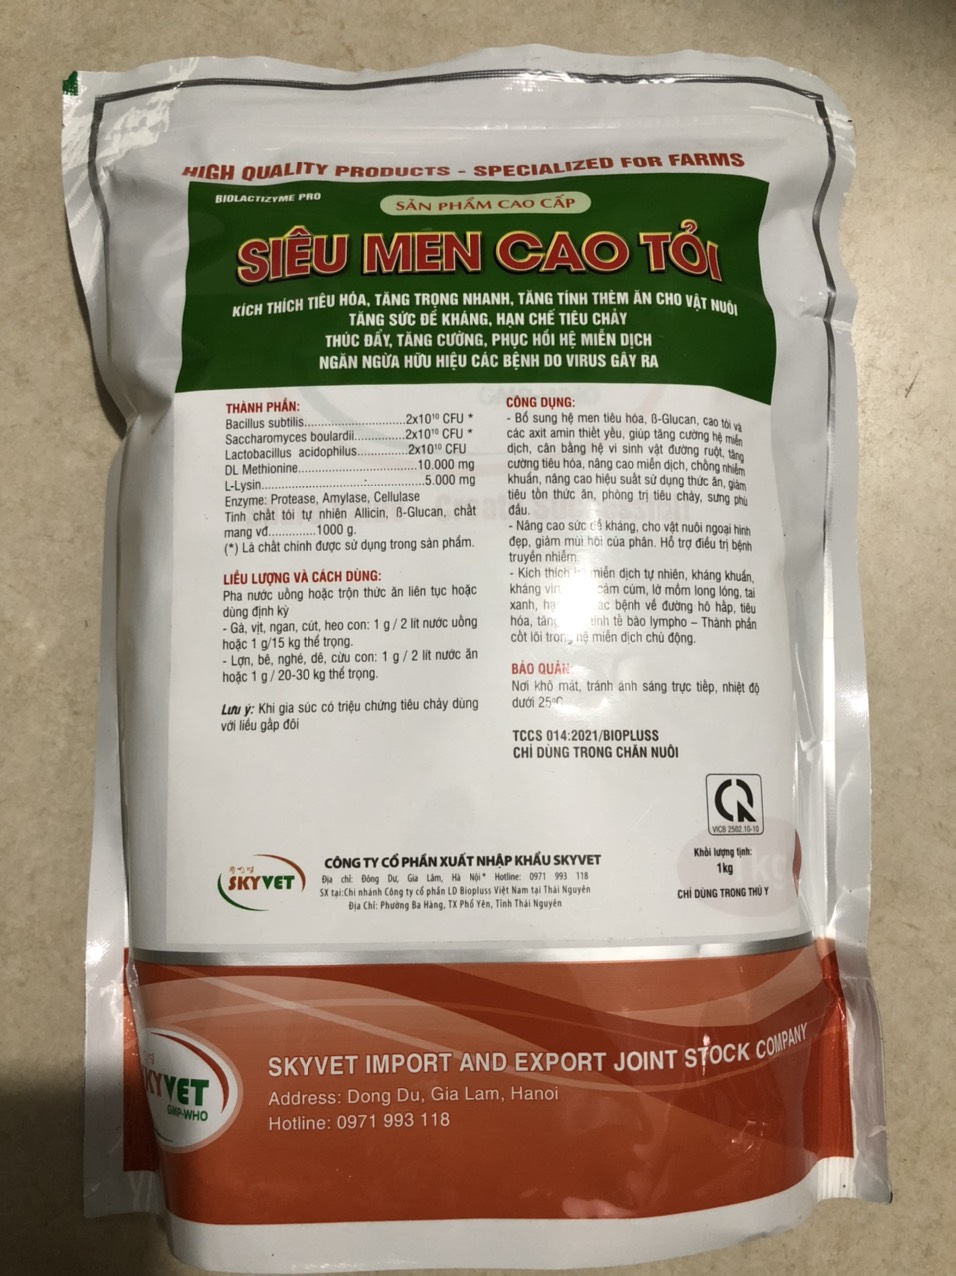 HIGH QUALITY PRODUCTS - SPECIALIZED FOR FARMS
BIOLACTIZYME PRO
SẢN PHẨM CAO CẤP
SIÊU MEN CAO TỎI
KÍCH THÍCH TIÊU HÓA, TĂNG TRỌNG NHANH, TĂNG TÍNH THÈM ĂN CHO VẬT NUÔI
TĂNG SỨC ĐỀ KHÁNG, HẠN CHẾ TIÊU CHẢY
THÚC ĐẨY, TĂNG CƯỜNG, PHỤC HỒI HỆ MIỄN DỊCH
NGĂN NGỪA HỮU HIỆU CÁC BỆNH DO VIRUS GÂY RA
THÀNH PHẦN:
Bacillus subtilis..............................2x10¹⁰ CFU *
Saccharomyces boulardii...............2x10¹⁰ CFU *
Lactobacillus acidophilus...............2x10¹⁰ CFU
DL Methionine...................................10.000 mg
L-Lysin................................................5.000 mg
Enzyme: Protease, Amylase, Cellulase
Tinh chất tỏi tự nhiên Allicin, ß-Glucan, chất
mang vđ..............1000 g.
(*) Là chất chính được sử dụng trong sản phẩm.
LIỀU LƯỢNG VÀ CÁCH DÙNG:
Pha nước uống hoặc trộn thức ăn liên tục hoặc
dùng định kỳ
- Gà, vịt, ngan, cút, heo con: 1 g / 2 lít nước uống
hoặc 1 g/15 kg thể trọng.
- Lợn, bê, nghé, dê, cừu con: 1 g / 2 lít nước ăn
hoặc 1 g / 20-30 kg thể trọng.
Lưu ý: Khi gia súc có triệu chứng tiêu chảy dùng
với liều gấp đôi
CÔNG DỤNG:
- Bổ sung hệ men tiêu hóa, ß-Glucan, cao tỏi và
các axit amin thiết yếu, giúp tăng cường hệ miễn
dịch, cân bằng hệ vi sinh vật đường ruột, tăng
cường tiêu hóa, nâng cao miễn dịch, chống nhiễm
khuẩn, nâng cao hiệu suất sử dụng thức ăn, giảm
tiêu tốn thức ăn, phòng trị tiêu chảy, sưng phù
đầu.
- Nâng cao sức đề kháng, cho vật nuôi ngoại hình
đẹp, giảm mùi hôi của phân. Hỗ trợ điều trị bệnh
truyền nhiễm.
- Kích thích miễn dịch tự nhiên, kháng khuẩn,
kháng cảm cúm, lở mồm long lóng, tai
xanh, bệnh về đường hô hấp, tiêu
hóa, tế bào lympho – Thành phần
cốt lõi trong hệ miễn dịch chủ động.
BẢO QUẢN:
Nơi khô mát, tránh ánh sáng trực tiếp, nhiệt độ
dưới 25ºC
TCCS 014:2021/BIOPLUSS
CHỈ DÙNG TRONG CHĂN NUÔI
VICB 2502.10-10
Khối lượng tịnh:
1kg
CHỈ DÙNG TRONG THÚ Y
SKYVET
CÔNG TY CỔ PHẦN XUẤT NHẬP KHẨU SKYVET
Địa chỉ: Đông Dư, Gia Lâm, Hà Nội* Hotline: 0971 993 118
SX tại:Chi nhánh Công ty cổ phần LD Biopluss Việt Nam tại Thái Nguyên
Địa Chỉ: Phường Ba Hàng, TX Phổ Yên, Tỉnh Thái Nguyên
SKYVET
GMP-WHO
SKYVET IMPORT AND EXPORT JOINT STOCK COMPANY
Address: Dong Du, Gia Lam, Hanoi
Hotline: 0971 993 118